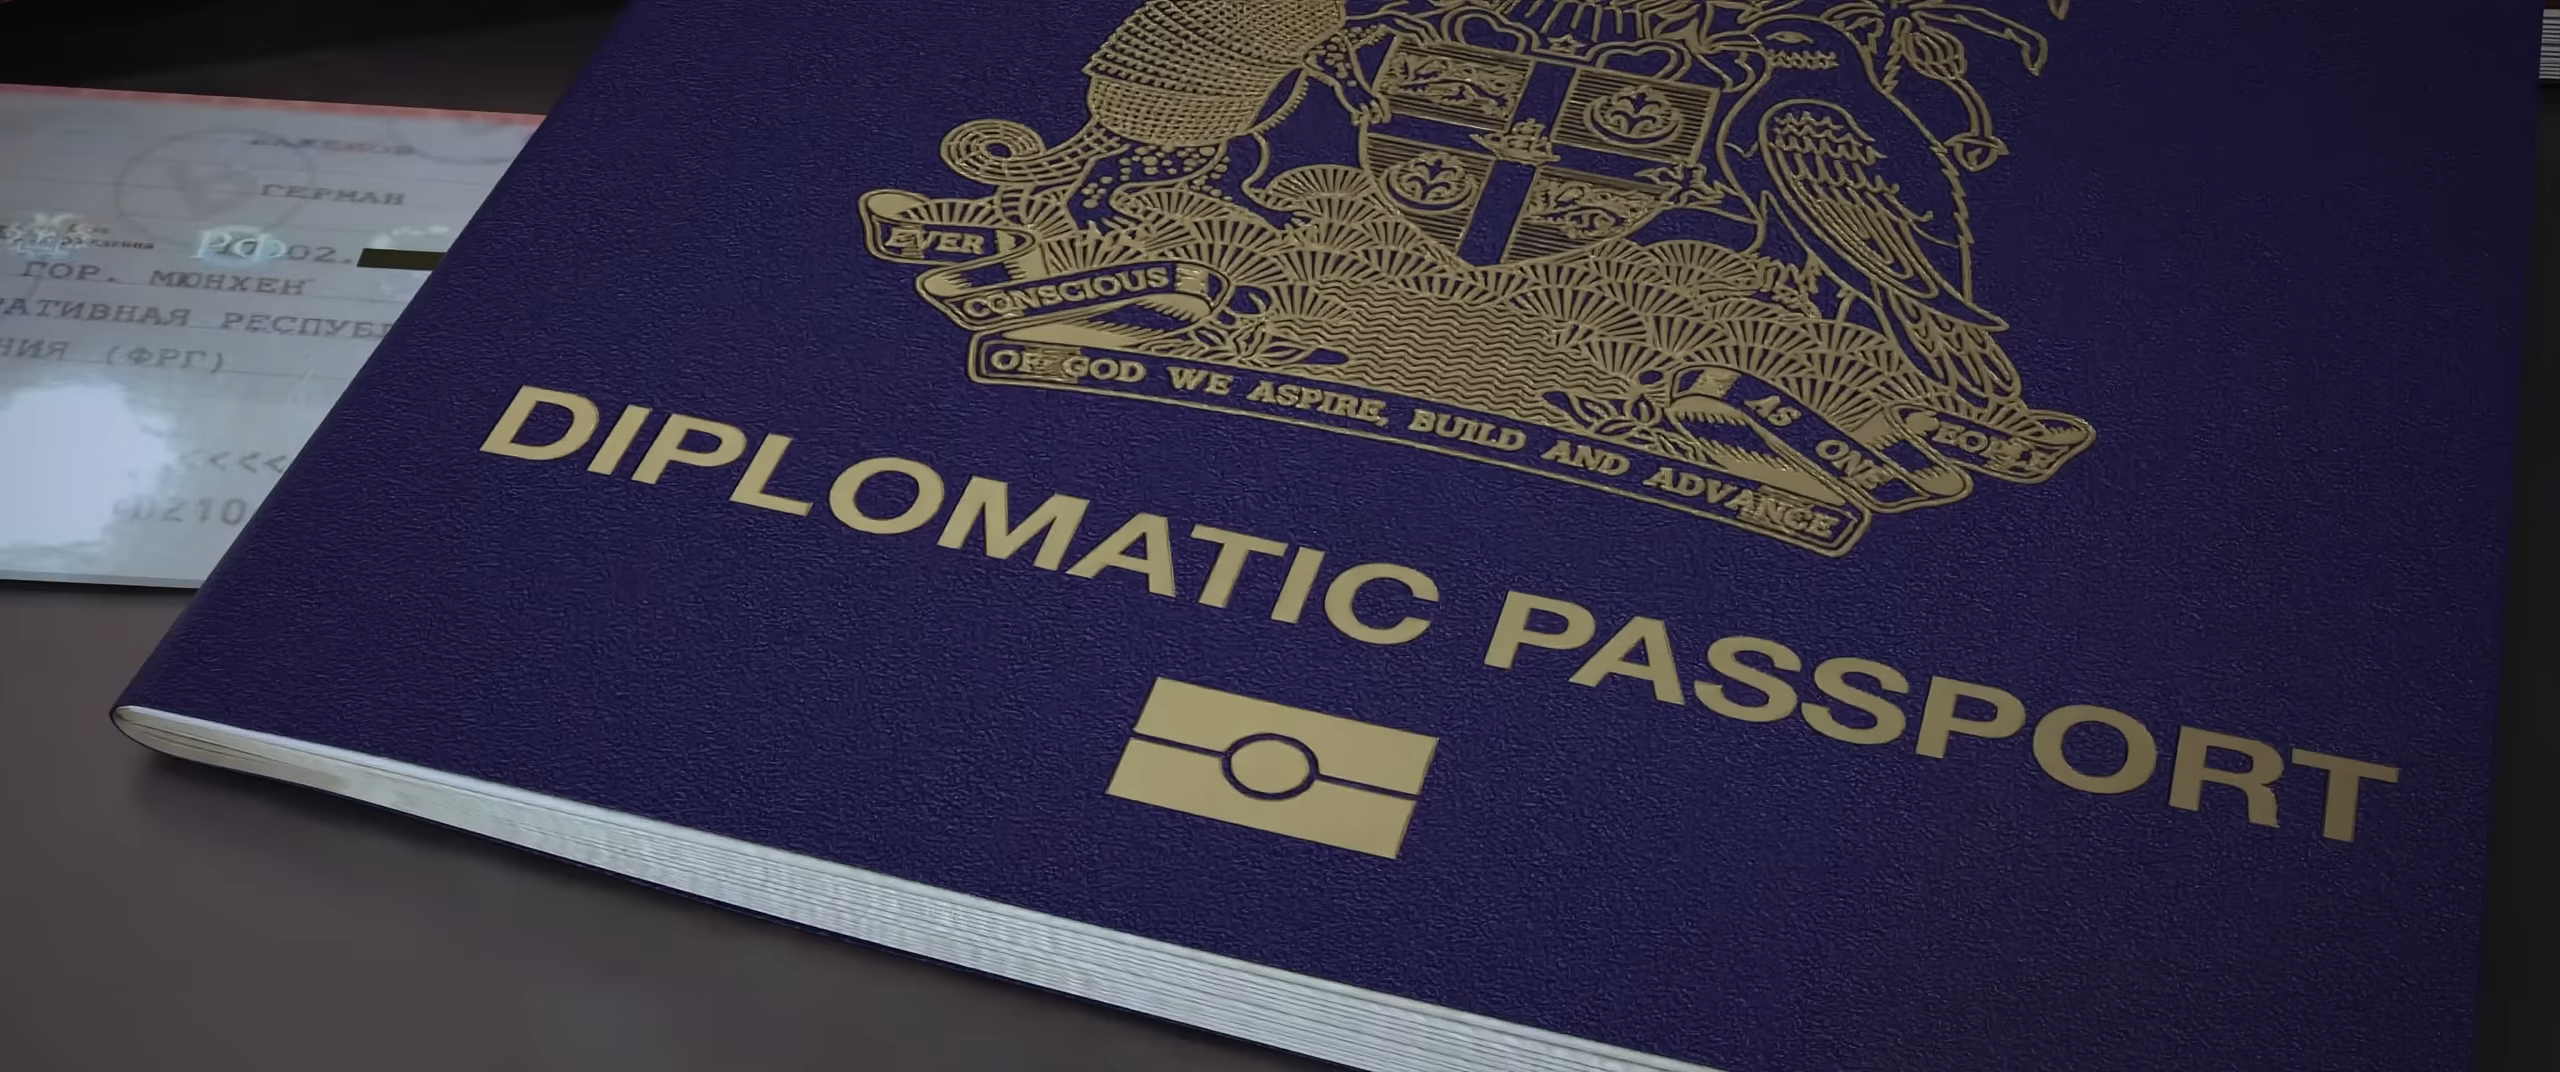 ГЕРМАН
ГОР. МЮНХЕН
РАТИВНАЯ РЕСПУБЛ
НИЯ (ФРГ)
<<<<
EVER
CONSCIOUS
OF GOD WE ASPIRE, BUILD AND ADVANCE
AS ONE
PEOPLE
DIPLOMATIC PASSPORT